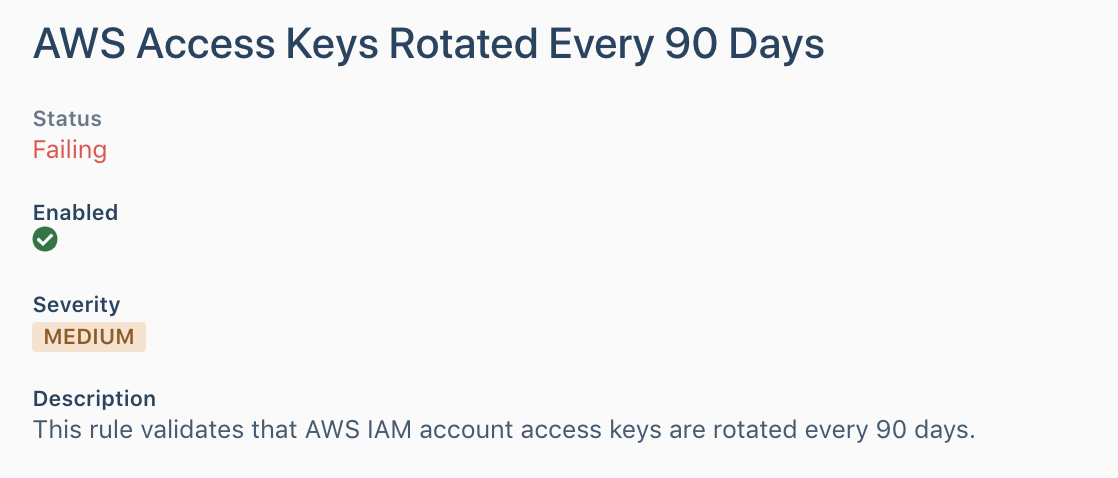 AWS Access Keys Rotated Every 90 Days
Status
Failing
Enabled
Severity
MEDIUM
Description
This rule validates that AWS IAM account access keys are rotated every 90 days.